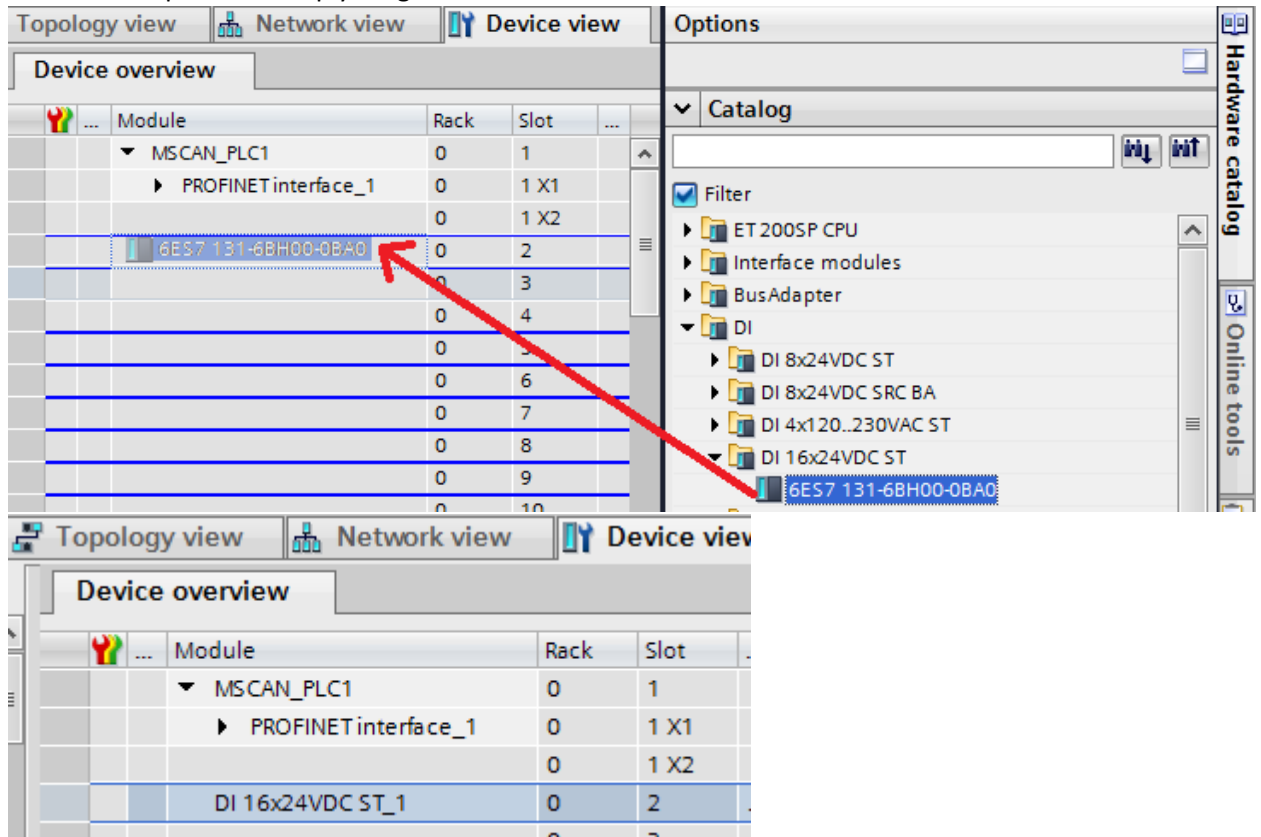 Topology view Network view Device view
Device overview
... Module Rack Slot ...
MSCAN_PLC1 0 1
PROFINET interface_1 0 1 X1
0 1 X2
6ES7 131-6BH00-0BA0 0 2
3
0 4
0
0 6
0 7
0 8
0 9
0 10
Options
Catalog
Filter
ET 200SP CPU
Interface modules
BusAdapter
DI
DI 8x24VDC ST
DI 8x24VDC SRC BA
DI 4x120..230VAC ST
DI 16x24VDC ST
6ES7 131-6BH00-0BA0
Hardware catalog
Online tools
Topology view Network view Device view
Device overview
... Module Rack Slot
MSCAN_PLC1 0 1
PROFINET interface_1 0 1 X1
0 1 X2
DI 16x24VDC ST_1 0 2